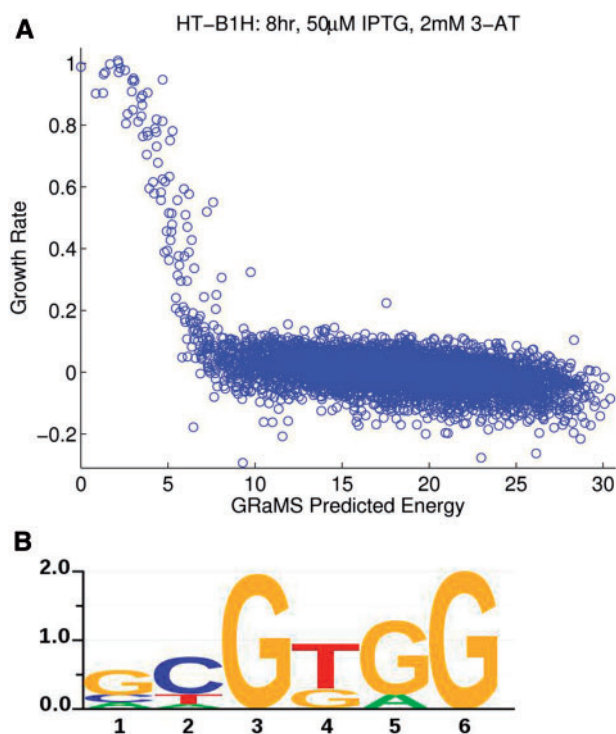 A
HT−B1H: 8hr, 50μM IPTG, 2mM 3−AT
1
0.8
0.6
0.4
0.2
0
−0.2
Growth Rate
0 5 10 15 20 25 30
GRaMS Predicted Energy
B
2.0
1.0
0.0
G C G T G G
C T G A
A A
1 2 3 4 5 6